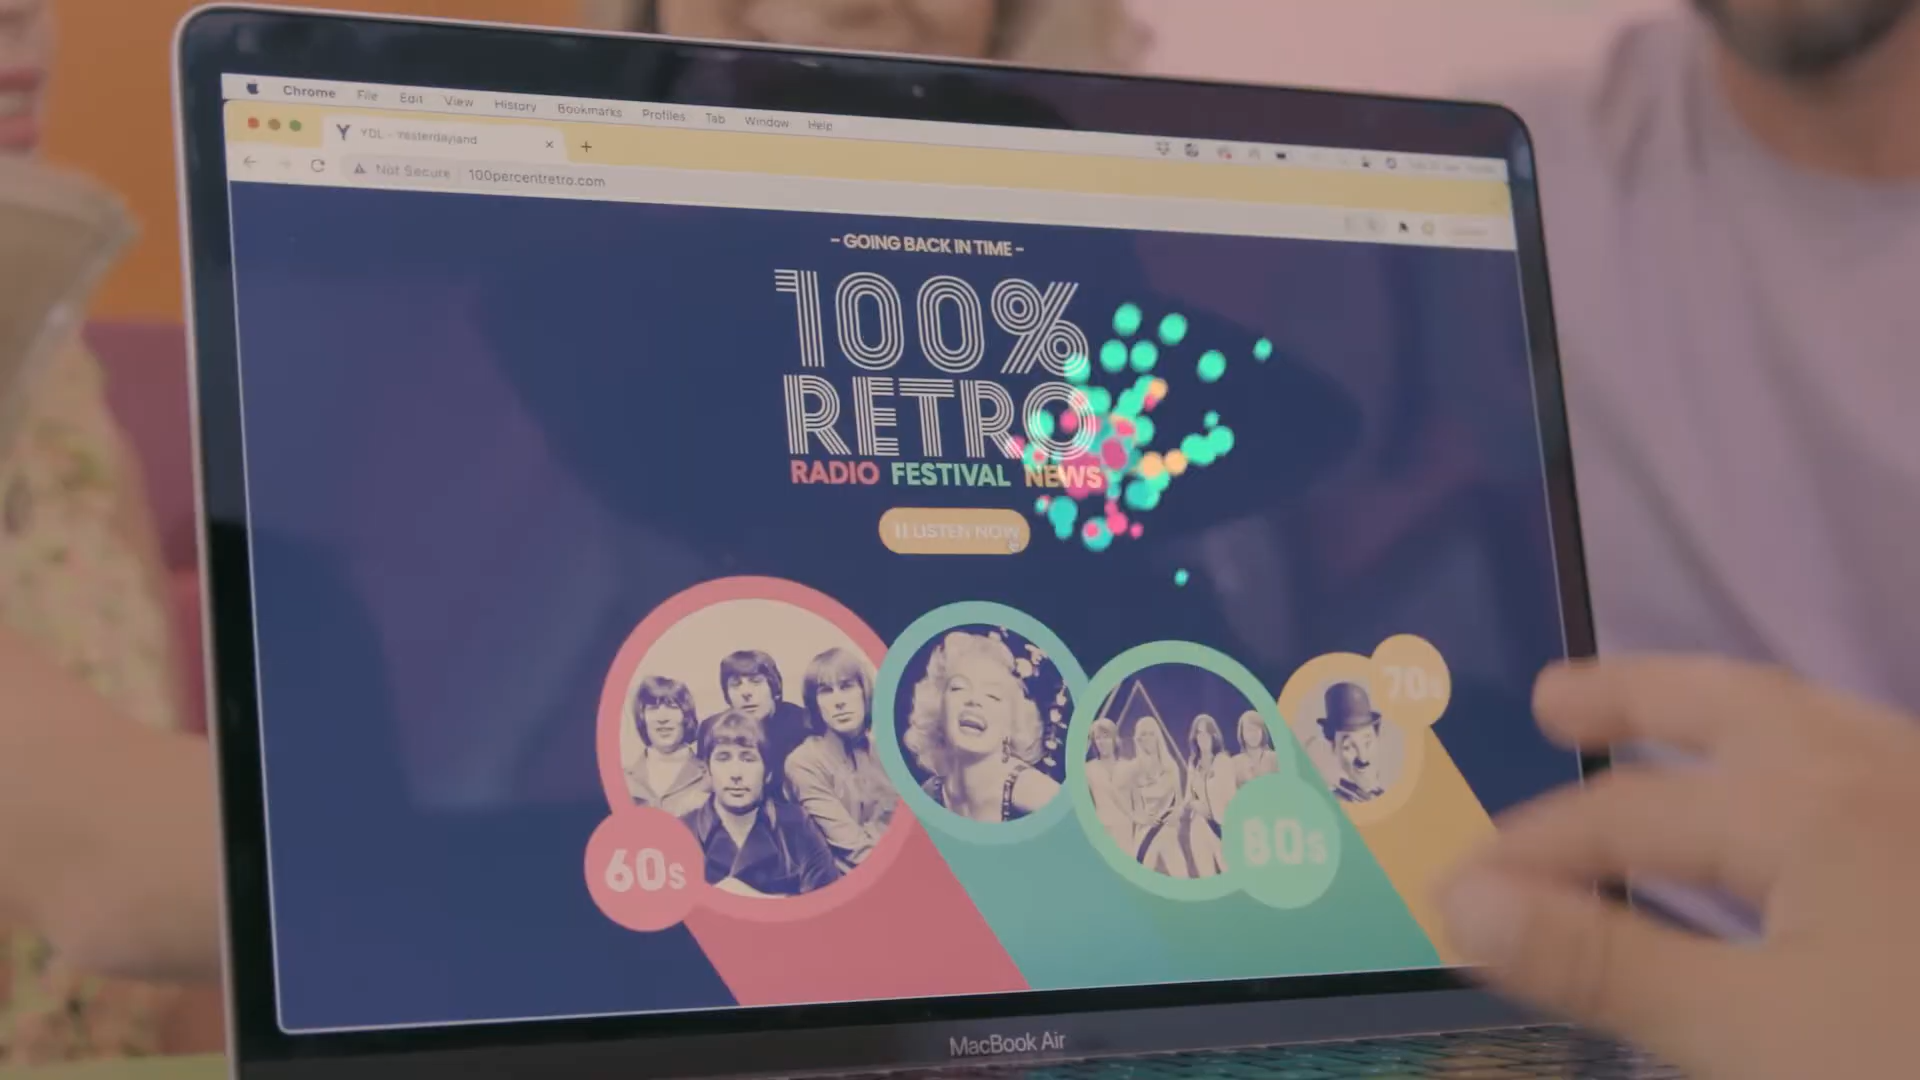 Chrome File Edit View History Bookmarks Profiles Tab Window Help
YDL - Yesterdayland
Not Secure 100percentretro.com
- GOING BACK IN TIME -
100%
RETRO
RADIO FESTIVAL NEWS
LISTEN NOW
70s
80s
60s
MacBook Air